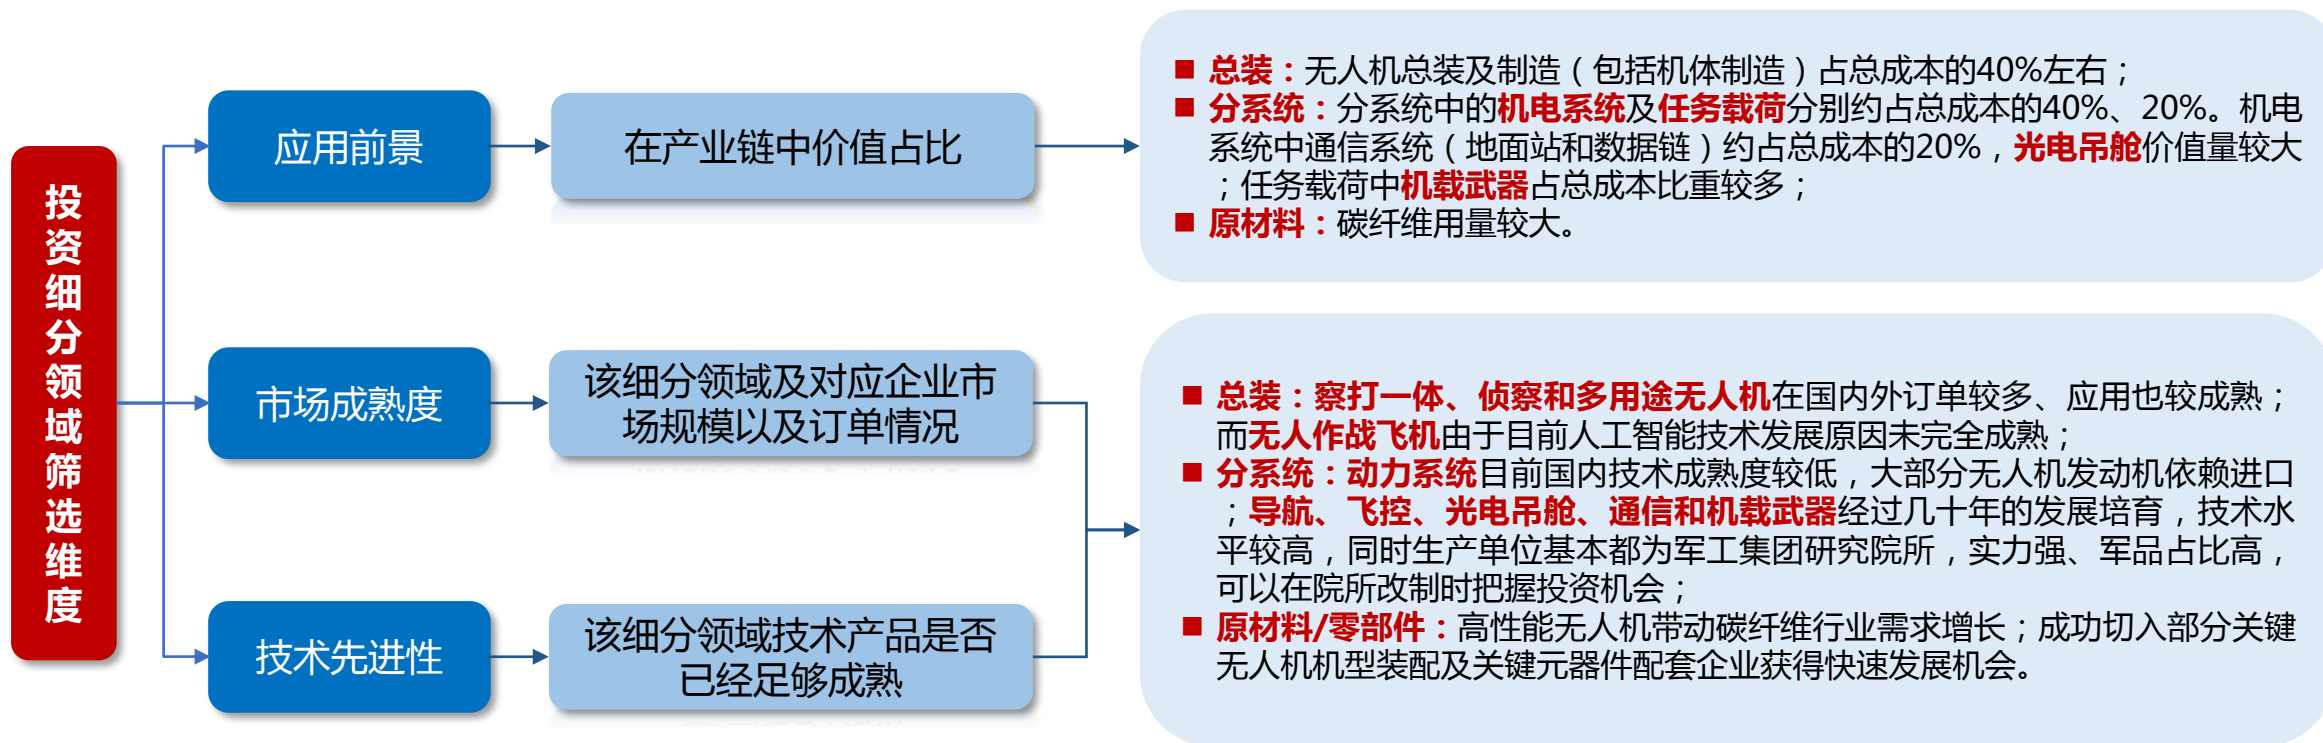 投资细分领域筛选维度
应用前景
在产业链中价值占比
■ 总装：无人机总装及制造（包括机体制造）占总成本的40%左右；
■ 分系统：分系统中的机电系统及任务载荷分别约占总成本的40%、20%。机电
系统中通信系统（地面站和数据链）约占总成本的20%，光电吊舱价值量较大
；任务载荷中机载武器占总成本比重较多；
■ 原材料：碳纤维用量较大。
市场成熟度
该细分领域及对应企业市
场规模以及订单情况
技术先进性
该细分领域技术产品是否
已经足够成熟
■ 总装：察打一体、侦察和多用途无人机在国内外订单较多、应用也较成熟；
而无人作战飞机由于目前人工智能技术发展原因未完全成熟；
■ 分系统：动力系统目前国内技术成熟度较低，大部分无人机发动机依赖进口
；导航、飞控、光电吊舱、通信和机载武器经过几十年的发展培育，技术水
平较高，同时生产单位基本都为军工集团研究院所，实力强、军品占比高，
可以在院所改制时把握投资机会；
■ 原材料/零部件：高性能无人机带动碳纤维行业需求增长；成功切入部分关键
无人机机型装配及关键元器件配套企业获得快速发展机会。